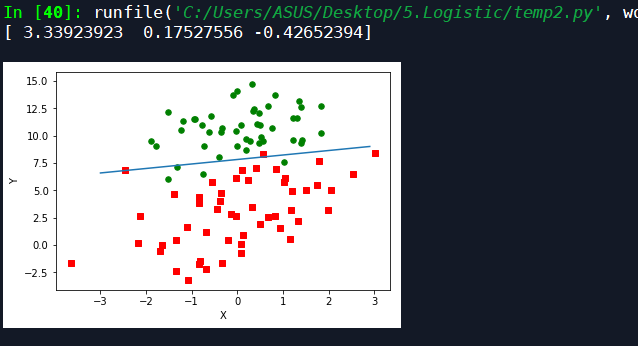 In [40]: runfile('C:/Users/ASUS/Desktop/5.Logistic/temp2.py',
[ 3.33923923  0.17527556 -0.42652394]
15.0
12.5
10.0
7.5
5.0
2.5
0.0
−2.5
Y
−3 −2 −1 0 1 2 3
X